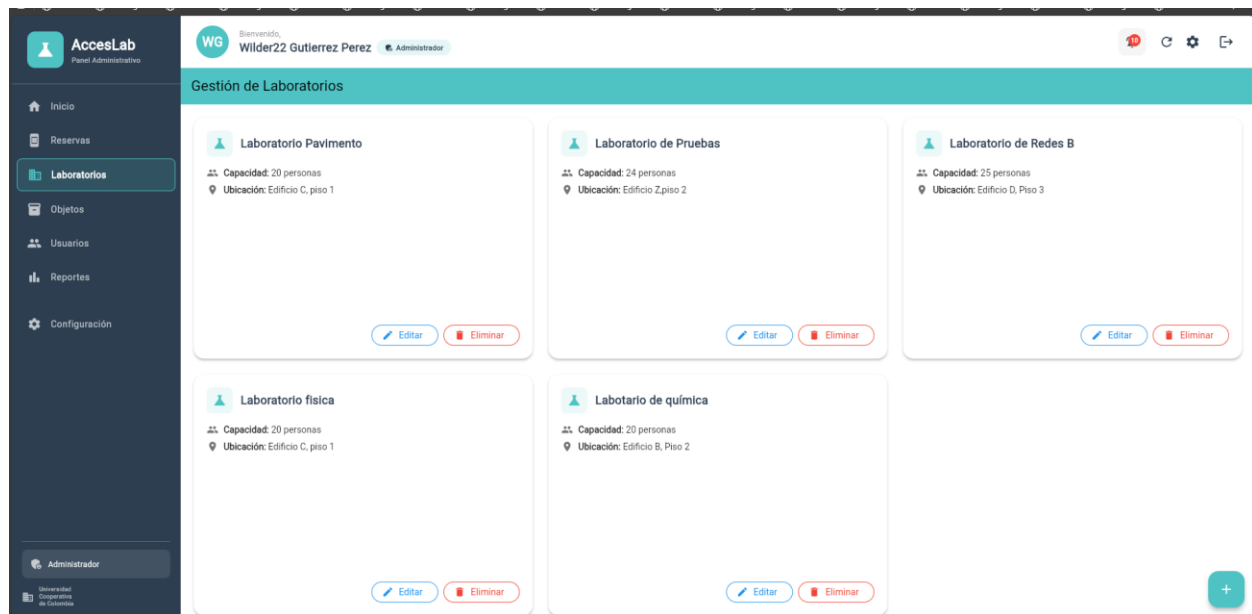 AccesLab
Panel Administrativo
Inicio
Reservas
Laboratorios
Objetos
Usuarios
Reportes
Configuración
Administrador
Universidad
Cooperativa
de Colombia
WG
Bienvenido,
Wilder22 Gutierrez Perez
Administrador
10
Gestión de Laboratorios
Laboratorio Pavimento
Capacidad: 20 personas
Ubicación: Edificio C, piso 1
Editar
Eliminar
Laboratorio de Pruebas
Capacidad: 24 personas
Ubicación: Edificio Z,piso 2
Editar
Eliminar
Laboratorio de Redes B
Capacidad: 25 personas
Ubicación: Edificio D, Piso 3
Editar
Eliminar
Laboratorio fisica
Capacidad: 20 personas
Ubicación: Edificio C, piso 1
Editar
Eliminar
Labotario de química
Capacidad: 20 personas
Ubicación: Edificio B, Piso 2
Editar
Eliminar
+